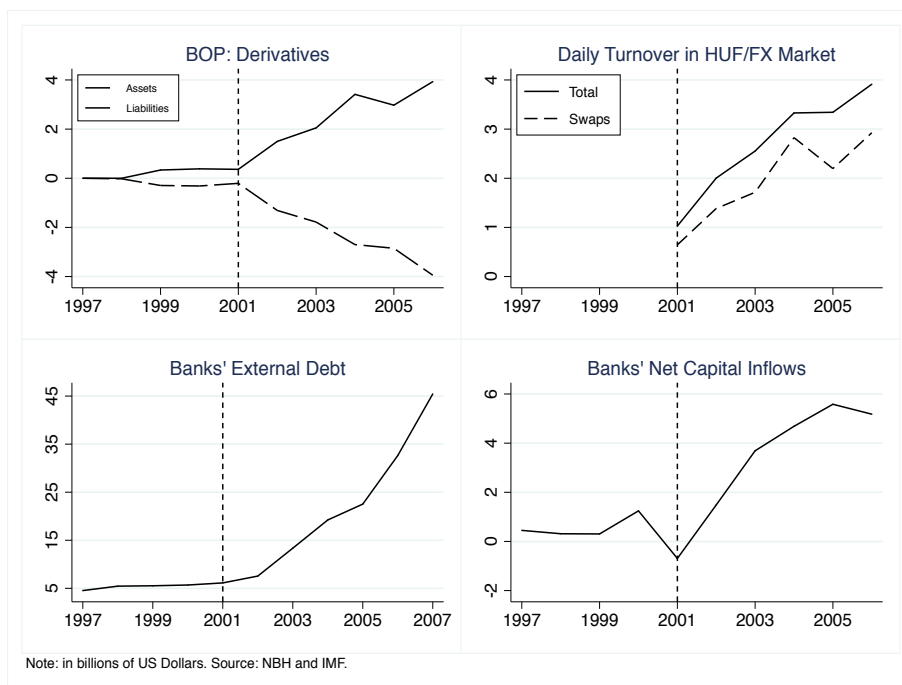 BOP: Derivatives
4
2
0
-2
-4
Assets
Liabilities
1997 1999 2001 2003 2005
Daily Turnover in HUF/FX Market
4
3
2
1
0
Total
Swaps
1997 1999 2001 2003 2005
Banks' External Debt
45
35
25
15
5
1997 1999 2001 2003 2005 2007
Banks' Net Capital Inflows
6
4
2
0
-2
1997 1999 2001 2003 2005
Note: in billions of US Dollars. Source: NBH and IMF.